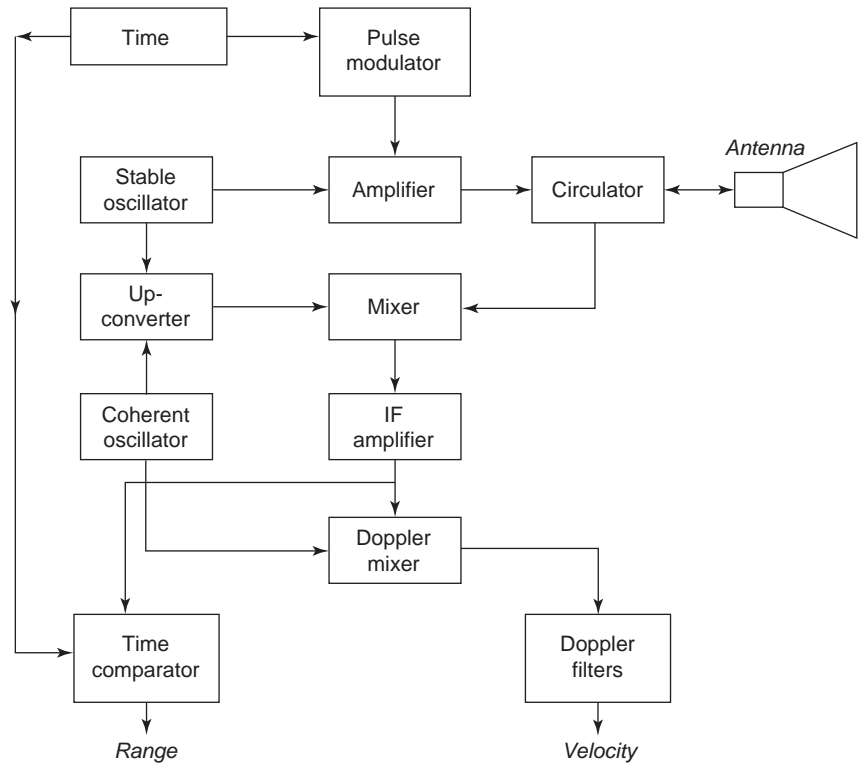 Time
Pulse
modulator
Antenna
Stable
oscillator
Amplifier
Circulator
Up-
converter
Mixer
Coherent
oscillator
IF
amplifier
Doppler
mixer
Time
comparator
Doppler
filters
Range
Velocity